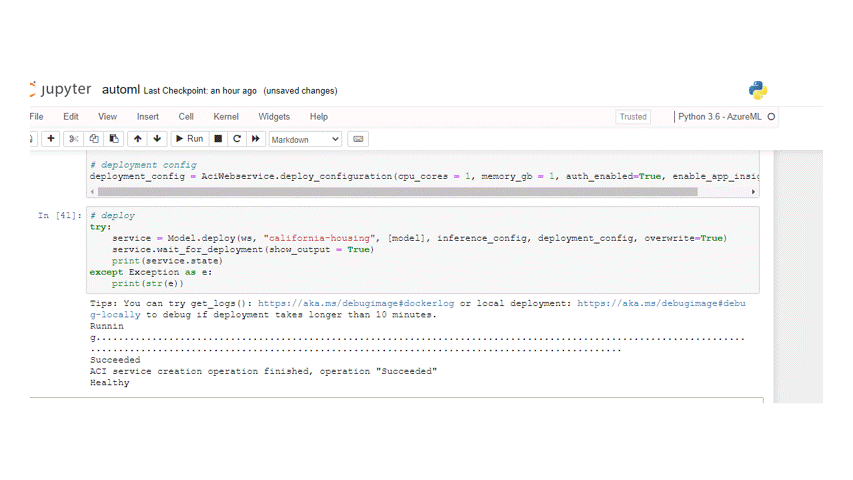 jupyter automl Last Checkpoint: an hour ago (unsaved changes)
File Edit View Insert Cell Kernel Widgets Help Trusted Python 3.6 - AzureML
Run Markdown
# deployment config
deployment_config = AciWebservice.deploy_configuration(cpu_cores = 1, memory_gb = 1, auth_enabled=True, enable_app_insig
In [41]: # deploy
try:
service = Model.deploy(ws, "california-housing", [model], inference_config, deployment_config, overwrite=True)
service.wait_for_deployment(show_output = True)
print(service.state)
except Exception as e:
print(str(e))
Tips: You can try get_logs(): https://aka.ms/debugimage#dockerlog or local deployment: https://aka.ms/debugimage#debu
g-locally to debug if deployment takes longer than 10 minutes.
Runnin
g................................................................................................................
............................................................................................
Succeeded
ACI service creation operation finished, operation "Succeeded"
Healthy